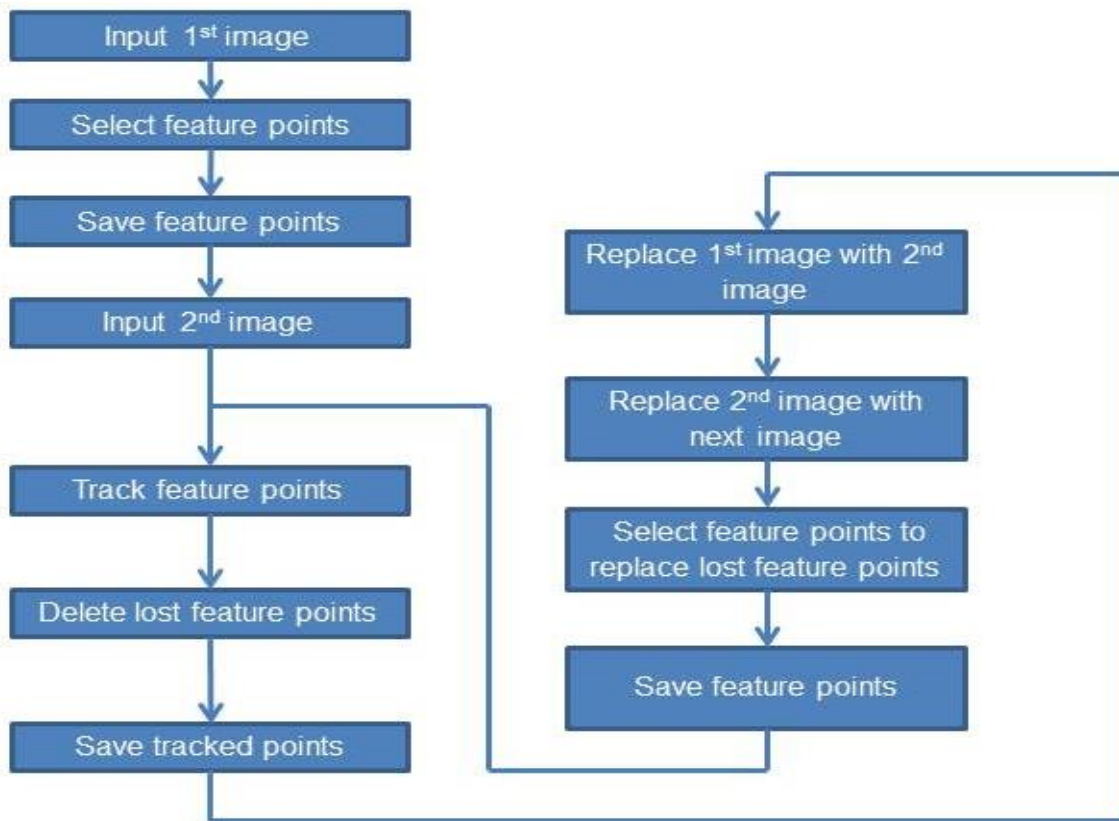 Input 1st image
Select feature points
Save feature points
Input 2nd image
Track feature points
Delete lost feature points
Save tracked points
Replace 1st image with 2nd
image
Replace 2nd image with
next image
Select feature points to
replace lost feature points
Save feature points